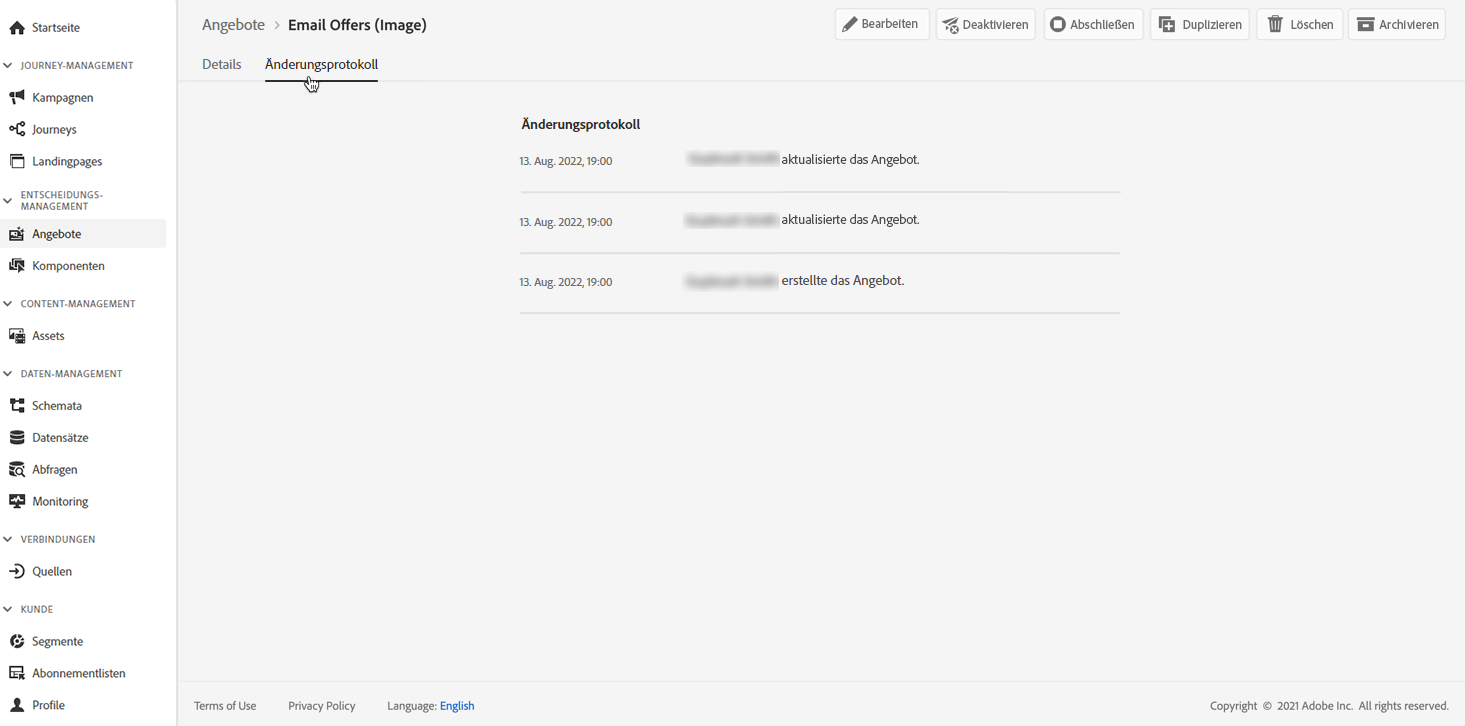 Startseite
JOURNEY-MANAGEMENT
Kampagnen
Journeys
Landingpages
ENTSCHEIDUNGS-
MANAGEMENT
Angebote
Komponenten
CONTENT-MANAGEMENT
Assets
DATEN-MANAGEMENT
Schemata
Datensätze
Abfragen
Monitoring
VERBINDUNGEN
Quellen
KUNDE
Segmente
Abonnementlisten
Profile
Angebote > Email Offers (Image)
Bearbeiten
Deaktivieren
Abschließen
Duplizieren
Löschen
Archivieren
Details
Änderungsprotokoll
Änderungsprotokoll
13. Aug. 2022, 19:00 aktualisierte das Angebot.
13. Aug. 2022, 19:00 aktualisierte das Angebot.
13. Aug. 2022, 19:00 erstellte das Angebot.
Terms of Use
Privacy Policy
Language: English
Copyright © 2021 Adobe Inc. All rights reserved.